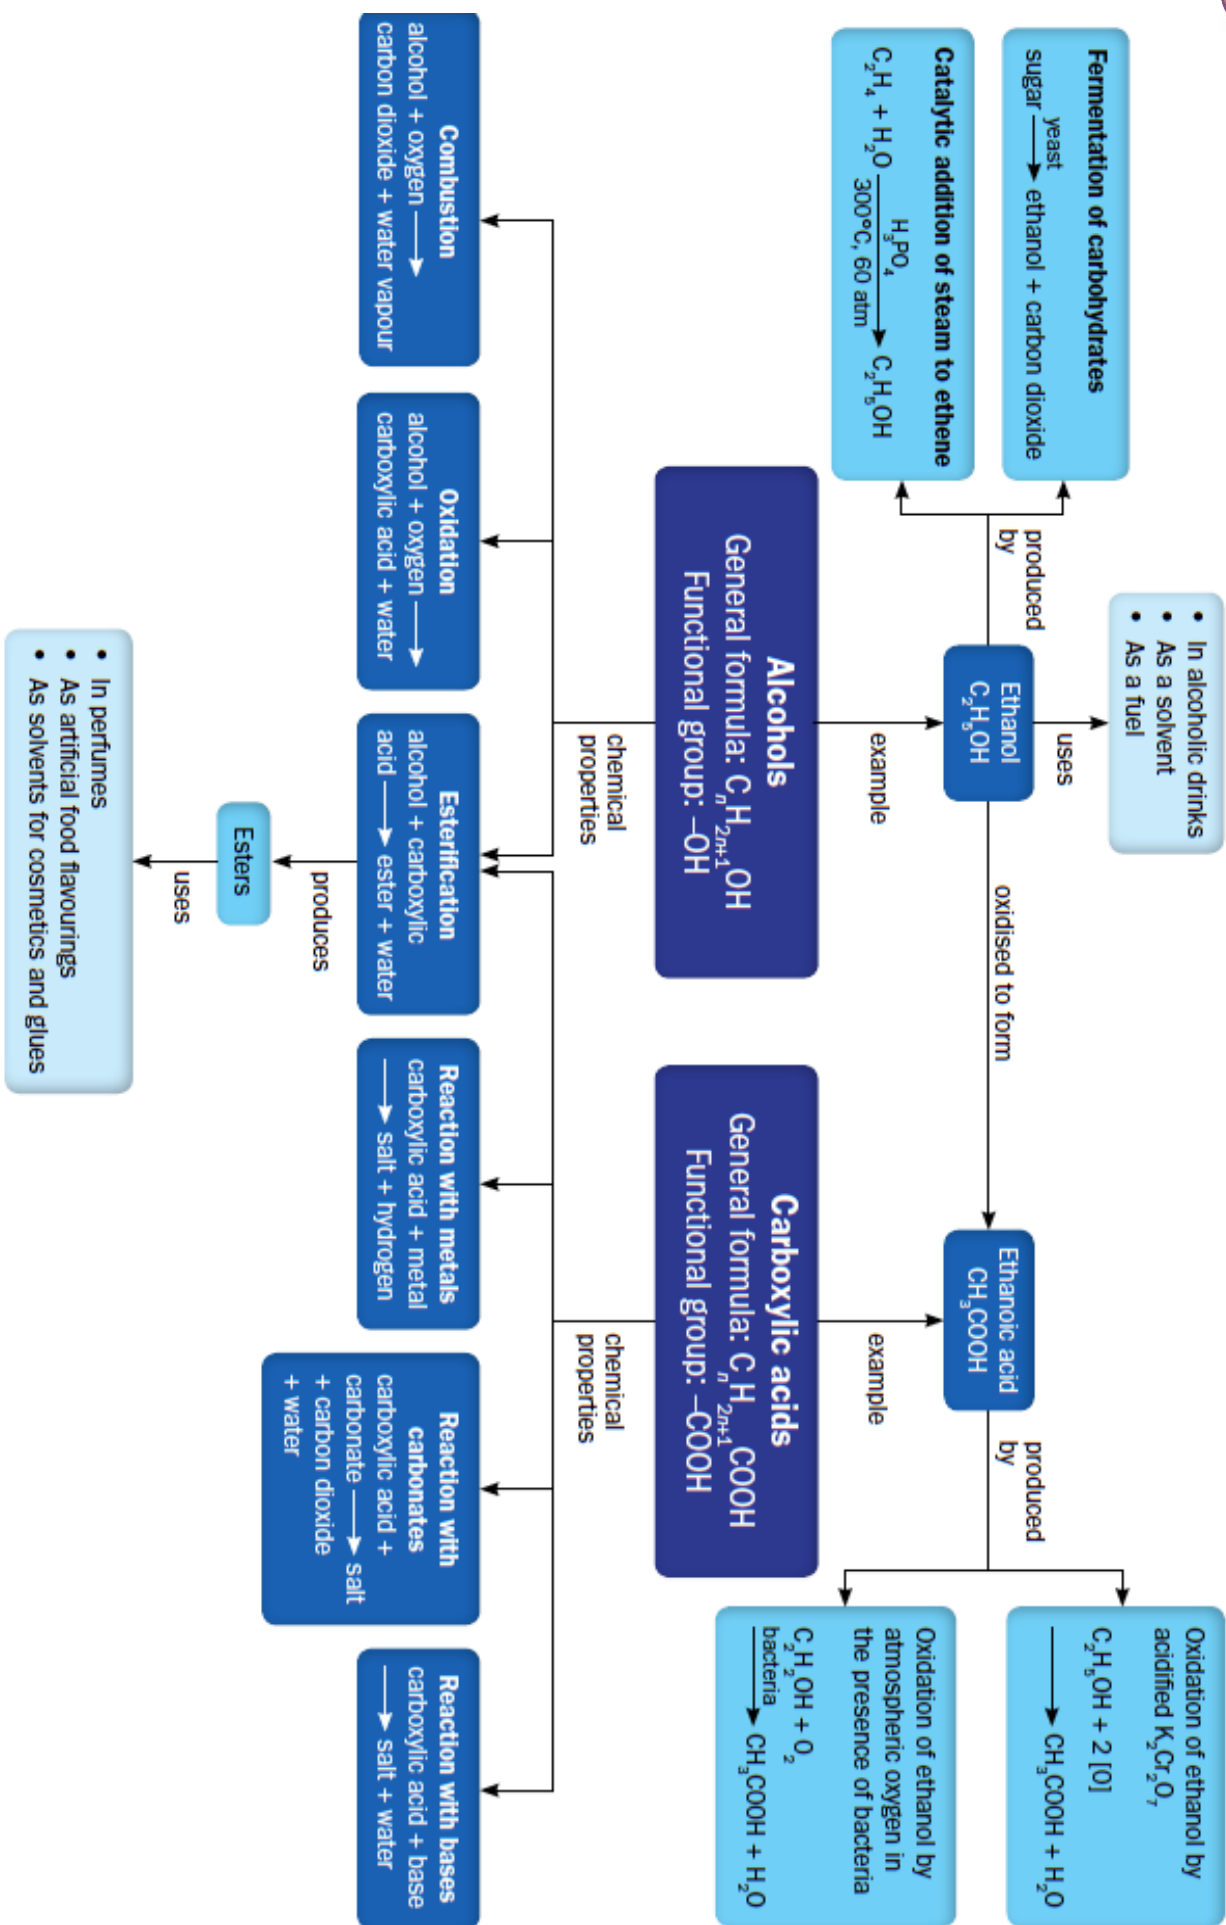 • In alcoholic drinks
• As a solvent
• As a fuel
uses
Fermentation of carbohydrates
yeast
sugar ⟶ ethanol + carbon dioxide
Catalytic addition of steam to ethene
H₃PO₄
C₂H₄ + H₂O ⟶ C₂H₅OH
300°C, 60 atm
produced
by
Ethanol
C₂H₅OH
oxidised to form
Ethanoic acid
CH₃COOH
produced
by
Oxidation of ethanol by
acidified K₂Cr₂O₇
C₂H₅OH + 2 [O]
⟶ CH₃COOH + H₂O
Oxidation of ethanol by
atmospheric oxygen in
the presence of bacteria
C₂H₂OH + O₂
bacteria
⟶ CH₃COOH + H₂O
example
example
Alcohols
General formula: CₙH₂ₙ₊₁OH
Functional group: –OH
Carboxylic acids
General formula: CₙH₂ₙ₊₁COOH
Functional group: –COOH
chemical
properties
chemical
properties
Combustion
alcohol + oxygen ⟶
carbon dioxide + water vapour
Oxidation
alcohol + oxygen ⟶
carboxylic acid + water
Esterification
alcohol + carboxylic
acid ⟶ ester + water
Reaction with metals
carboxylic acid + metal
⟶ salt + hydrogen
Reaction with
carbonates
carboxylic acid +
carbonate ⟶ salt
+ carbon dioxide
+ water
Reaction with bases
carboxylic acid + base
⟶ salt + water
produces
Esters
uses
• In perfumes
• As artificial food flavourings
• As solvents for cosmetics and glues